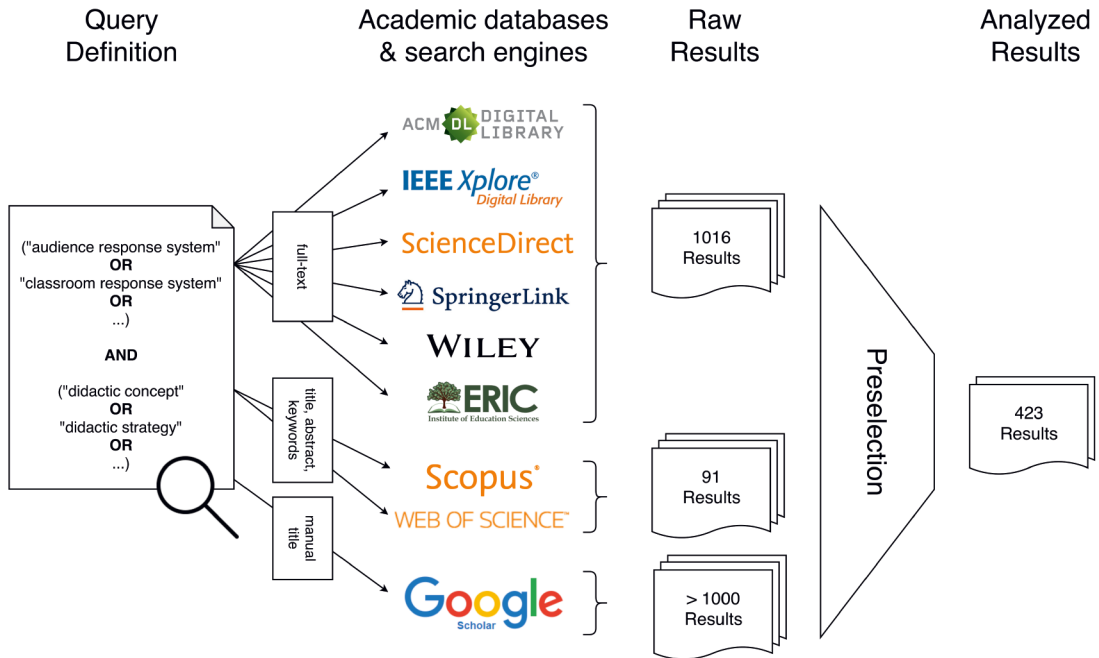 Query
Definition
Academic databases
& search engines
Raw
Results
Analyzed
Results
("audience response system"
OR
"classroom response system"
OR
...)
AND
("didactic concept"
OR
"didactic strategy"
OR
...)
full-text
title, abstract,
keywords
manual
title
ACM DL DIGITAL
LIBRARY
IEEE Xplore®
Digital Library
ScienceDirect
SpringerLink
WILEY
ERIC
Institute of Education Sciences
Scopus®
WEB OF SCIENCE™
Google
Scholar
1016
Results
91
Results
> 1000
Results
Preselection
423
Results